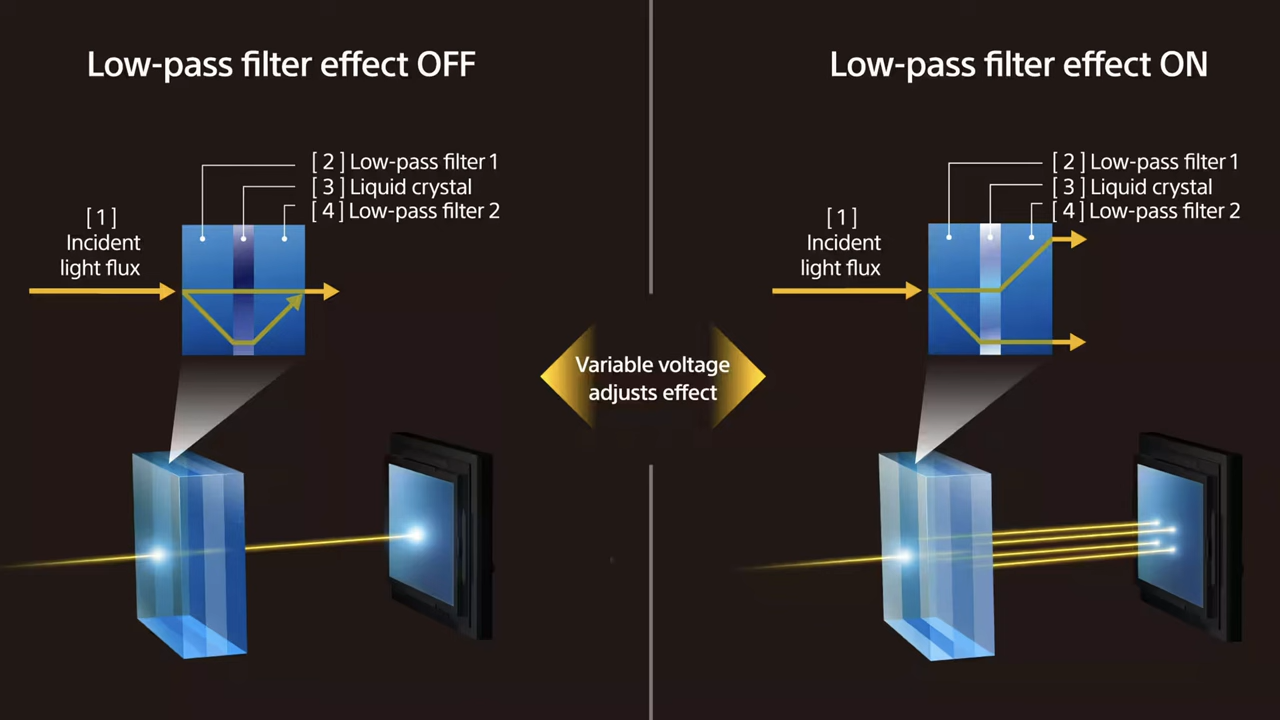 Low-pass filter effect OFF
[ 2 ] Low-pass filter 1
[ 3 ] Liquid crystal
[ 4 ] Low-pass filter 2
[ 1 ]
Incident
light flux
Variable voltage
adjusts effect
Low-pass filter effect ON
[ 2 ] Low-pass filter 1
[ 3 ] Liquid crystal
[ 4 ] Low-pass filter 2
[ 1 ]
Incident
light flux